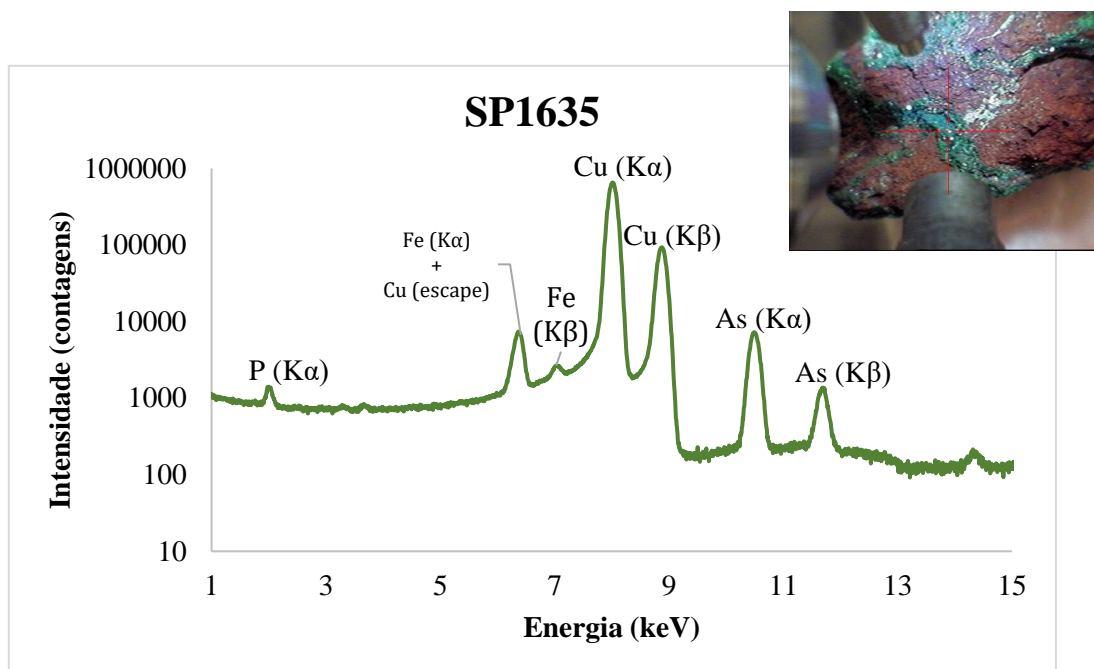 SP1635
1000000
100000
10000
1000
100
10
Intensidade (contagens)
P (Kα)
Fe (Kα)
+
Cu (escape)
Fe
(Kβ)
Cu (Kα)
Cu (Kβ)
As (Kα)
As (Kβ)
1 3 5 7 9 11 13 15
Energia (keV)